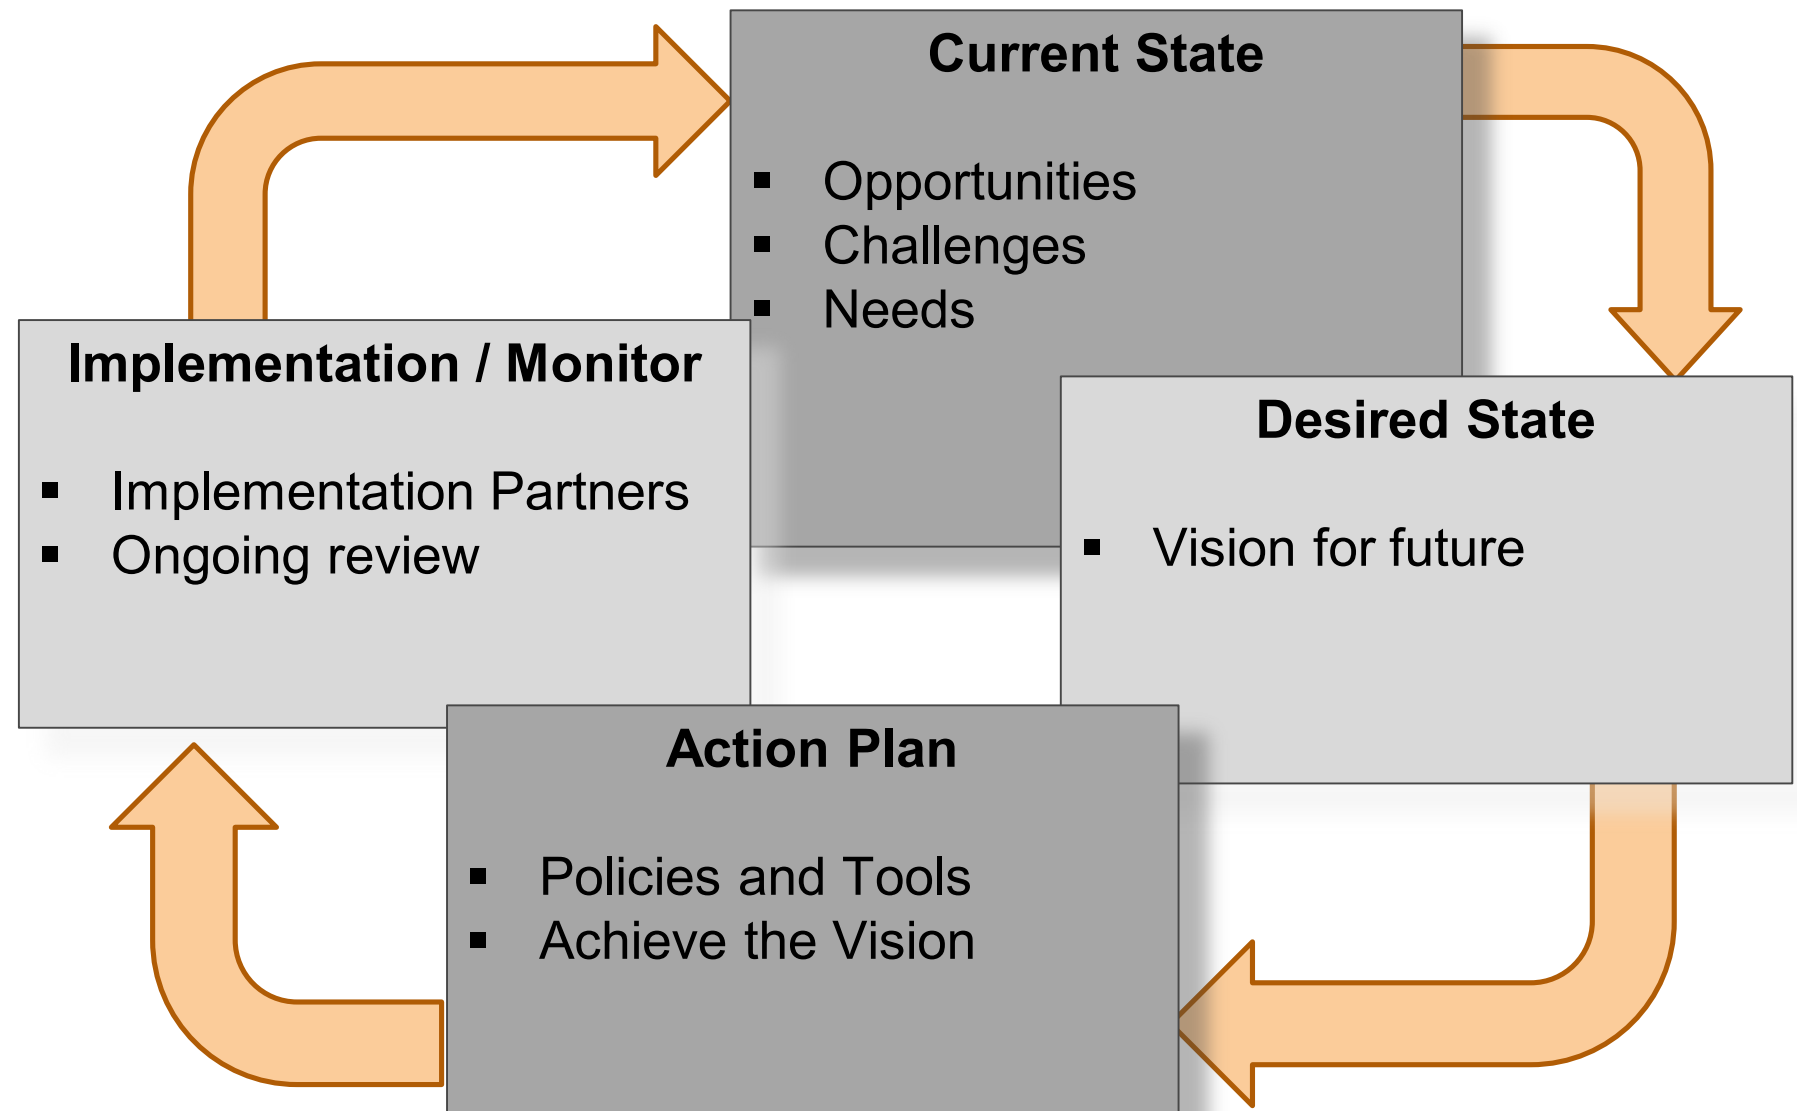 Current State
▪ Opportunities
▪ Challenges
▪ Needs
Desired State
▪ Vision for future
Action Plan
▪ Policies and Tools
▪ Achieve the Vision
Implementation / Monitor
▪ Implementation Partners
▪ Ongoing review